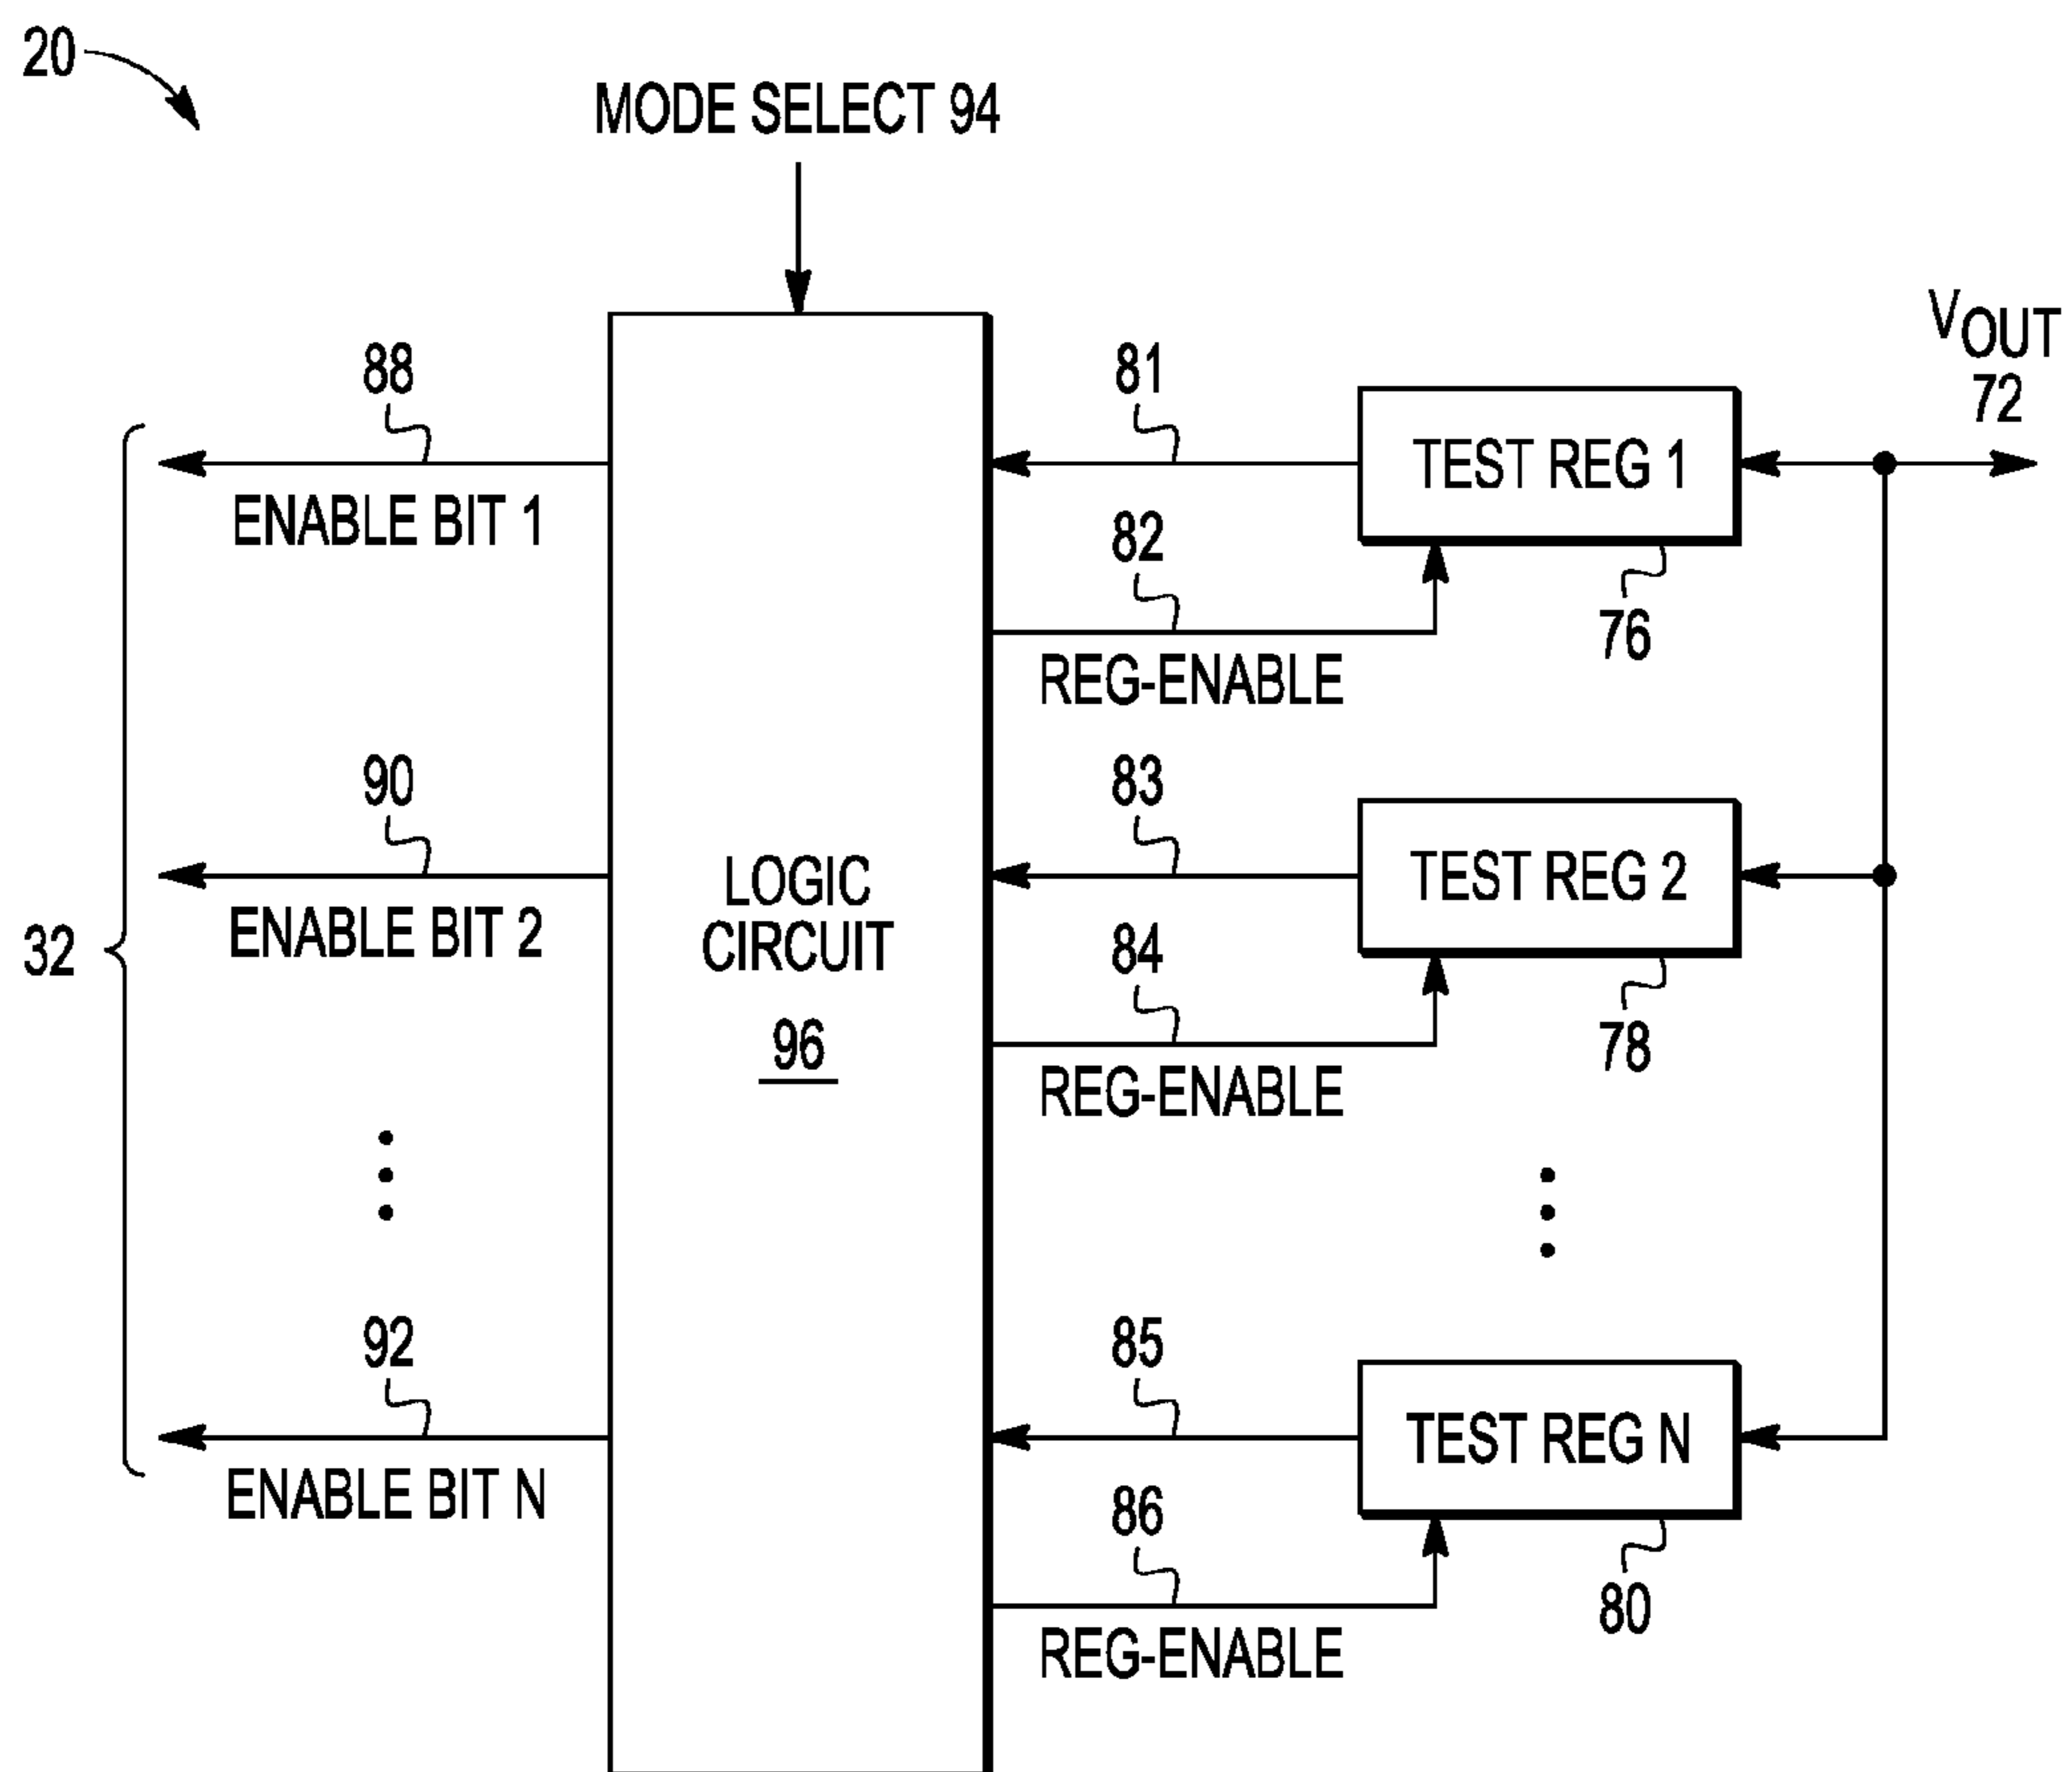 20
MODE SELECT 94
VOUT
72
88
81
TEST REG 1
ENABLE BIT 1
82
76
REG-ENABLE
90
83
TEST REG 2
32
ENABLE BIT 2
LOGIC
CIRCUIT
96
84
78
REG-ENABLE
92
85
TEST REG N
ENABLE BIT N
86
80
REG-ENABLE